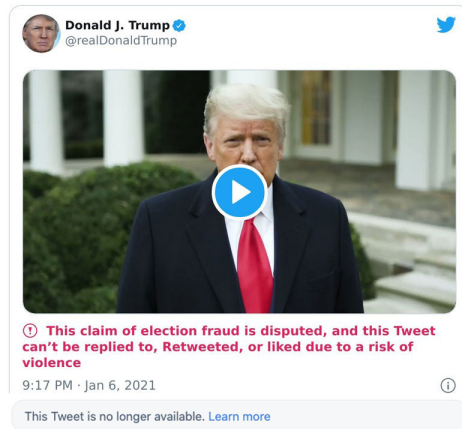 Donald J. Trump
@realDonaldTrump
This claim of election fraud is disputed, and this Tweet
can’t be replied to, Retweeted, or liked due to a risk of
violence
9:17 PM · Jan 6, 2021
This Tweet is no longer available. Learn more